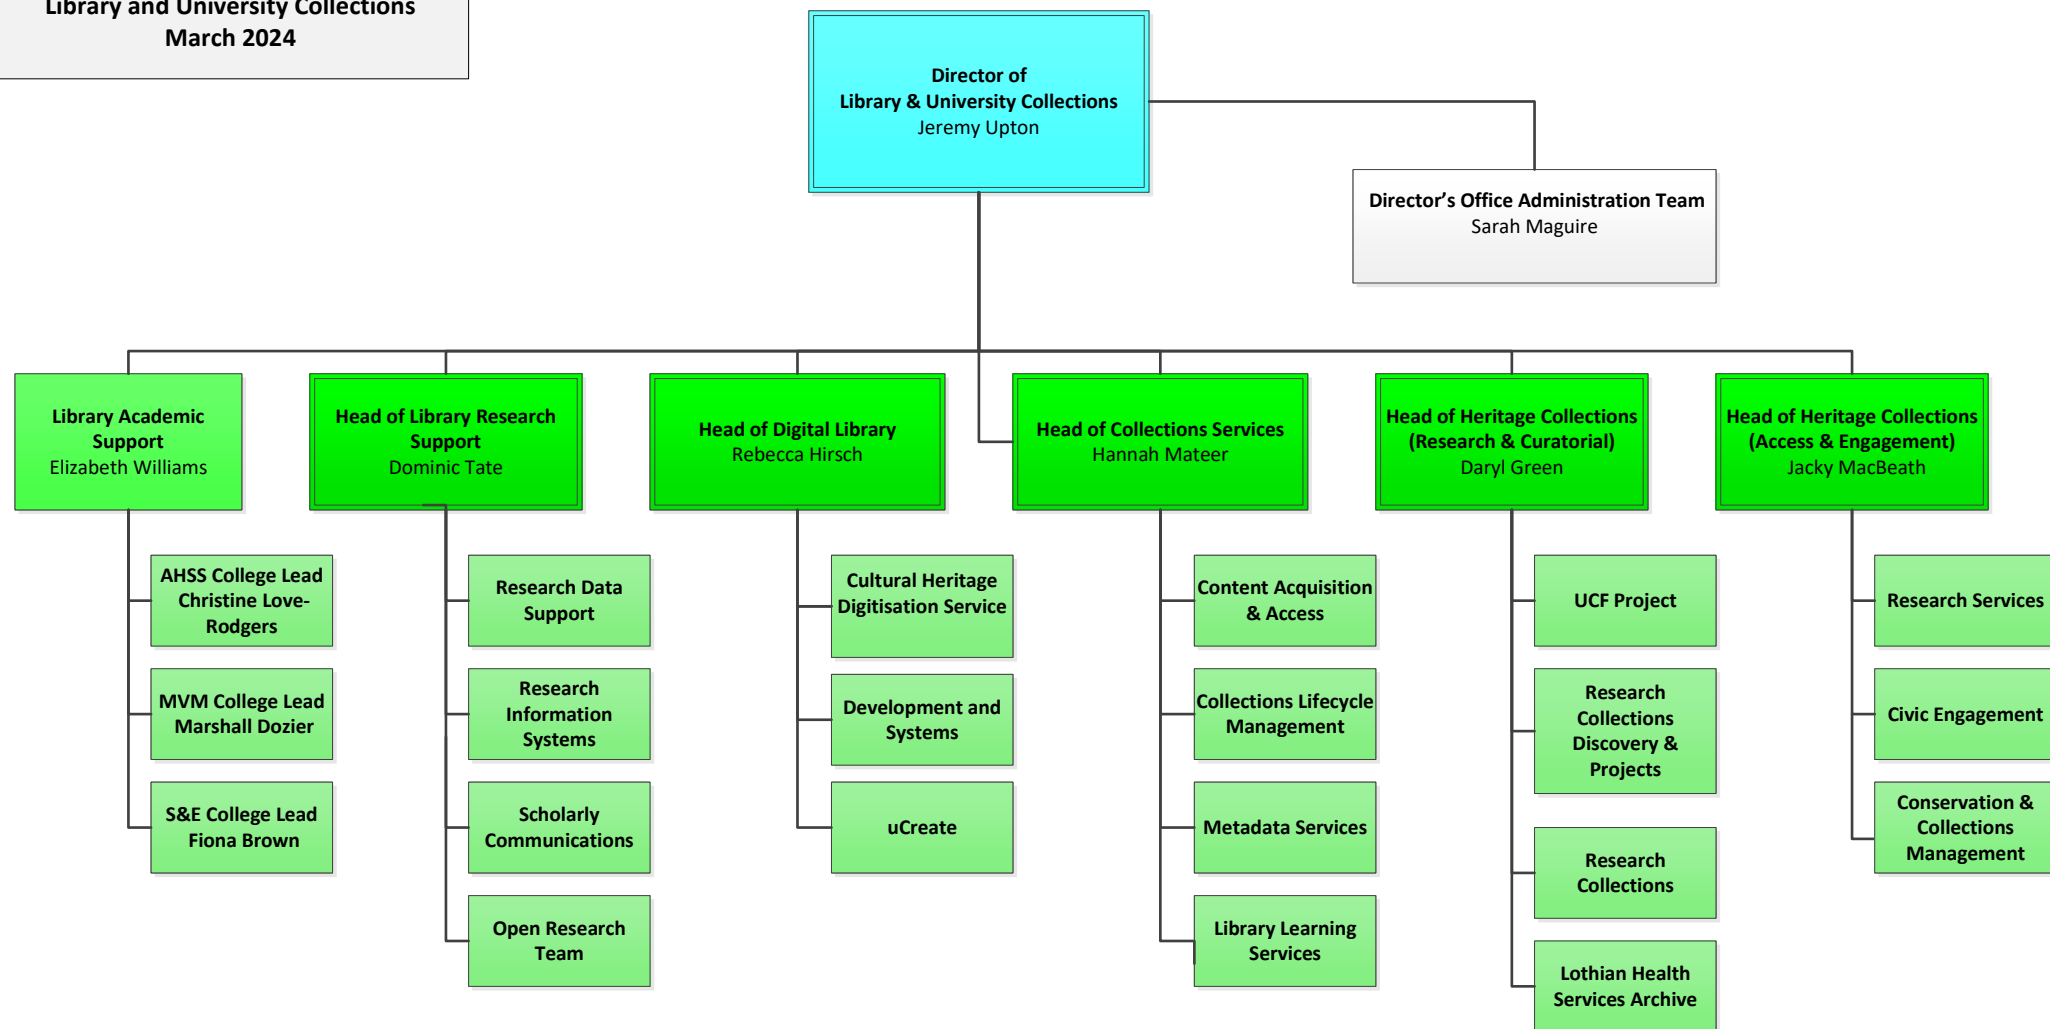 Library and University Collections
March 2024
Director of
Library & University Collections
Jeremy Upton
Director’s Office Administration Team
Sarah Maguire
Library Academic
Support
Elizabeth Williams
Head of Library Research
Support
Dominic Tate
Head of Digital Library
Rebecca Hirsch
Head of Collections Services
Hannah Mateer
Head of Heritage Collections
(Research & Curatorial)
Daryl Green
Head of Heritage Collections
(Access & Engagement)
Jacky MacBeath
AHSS College Lead
Christine Love-
Rodgers
MVM College Lead
Marshall Dozier
S&E College Lead
Fiona Brown
Research Data
Support
Research
Information
Systems
Scholarly
Communications
Open Research
Team
Cultural Heritage
Digitisation Service
Development and
Systems
uCreate
Content Acquisition
& Access
Collections Lifecycle
Management
Metadata Services
Library Learning
Services
UCF Project
Research
Collections
Discovery &
Projects
Research
Collections
Lothian Health
Services Archive
Research Services
Civic Engagement
Conservation &
Collections
Management